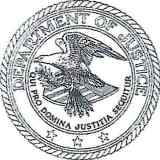 DEPARTMENT OF JUSTICE
QUI PRO DOMINA JUSTITIA SEQUITUR